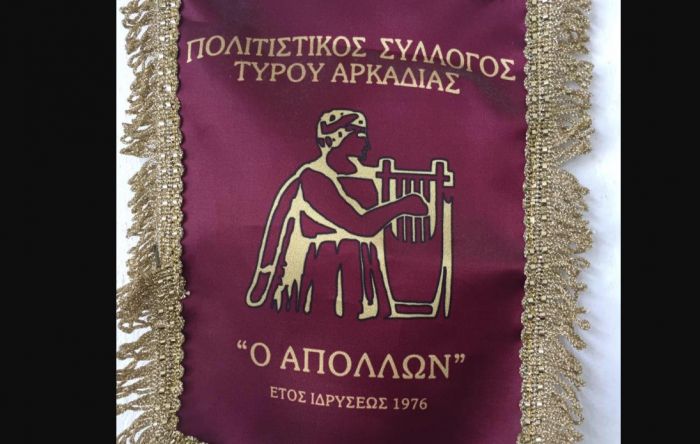 ΠΟΛΙΤΙΣΤΙΚΟΣ ΣΥΛΛΟΓΟΣ
ΤΥΡΟΥ ΑΡΚΑΔΙΑΣ
“Ο ΑΠΟΛΛΩΝ”
ΕΤΟΣ ΙΔΡΥΣΕΩΣ 1976